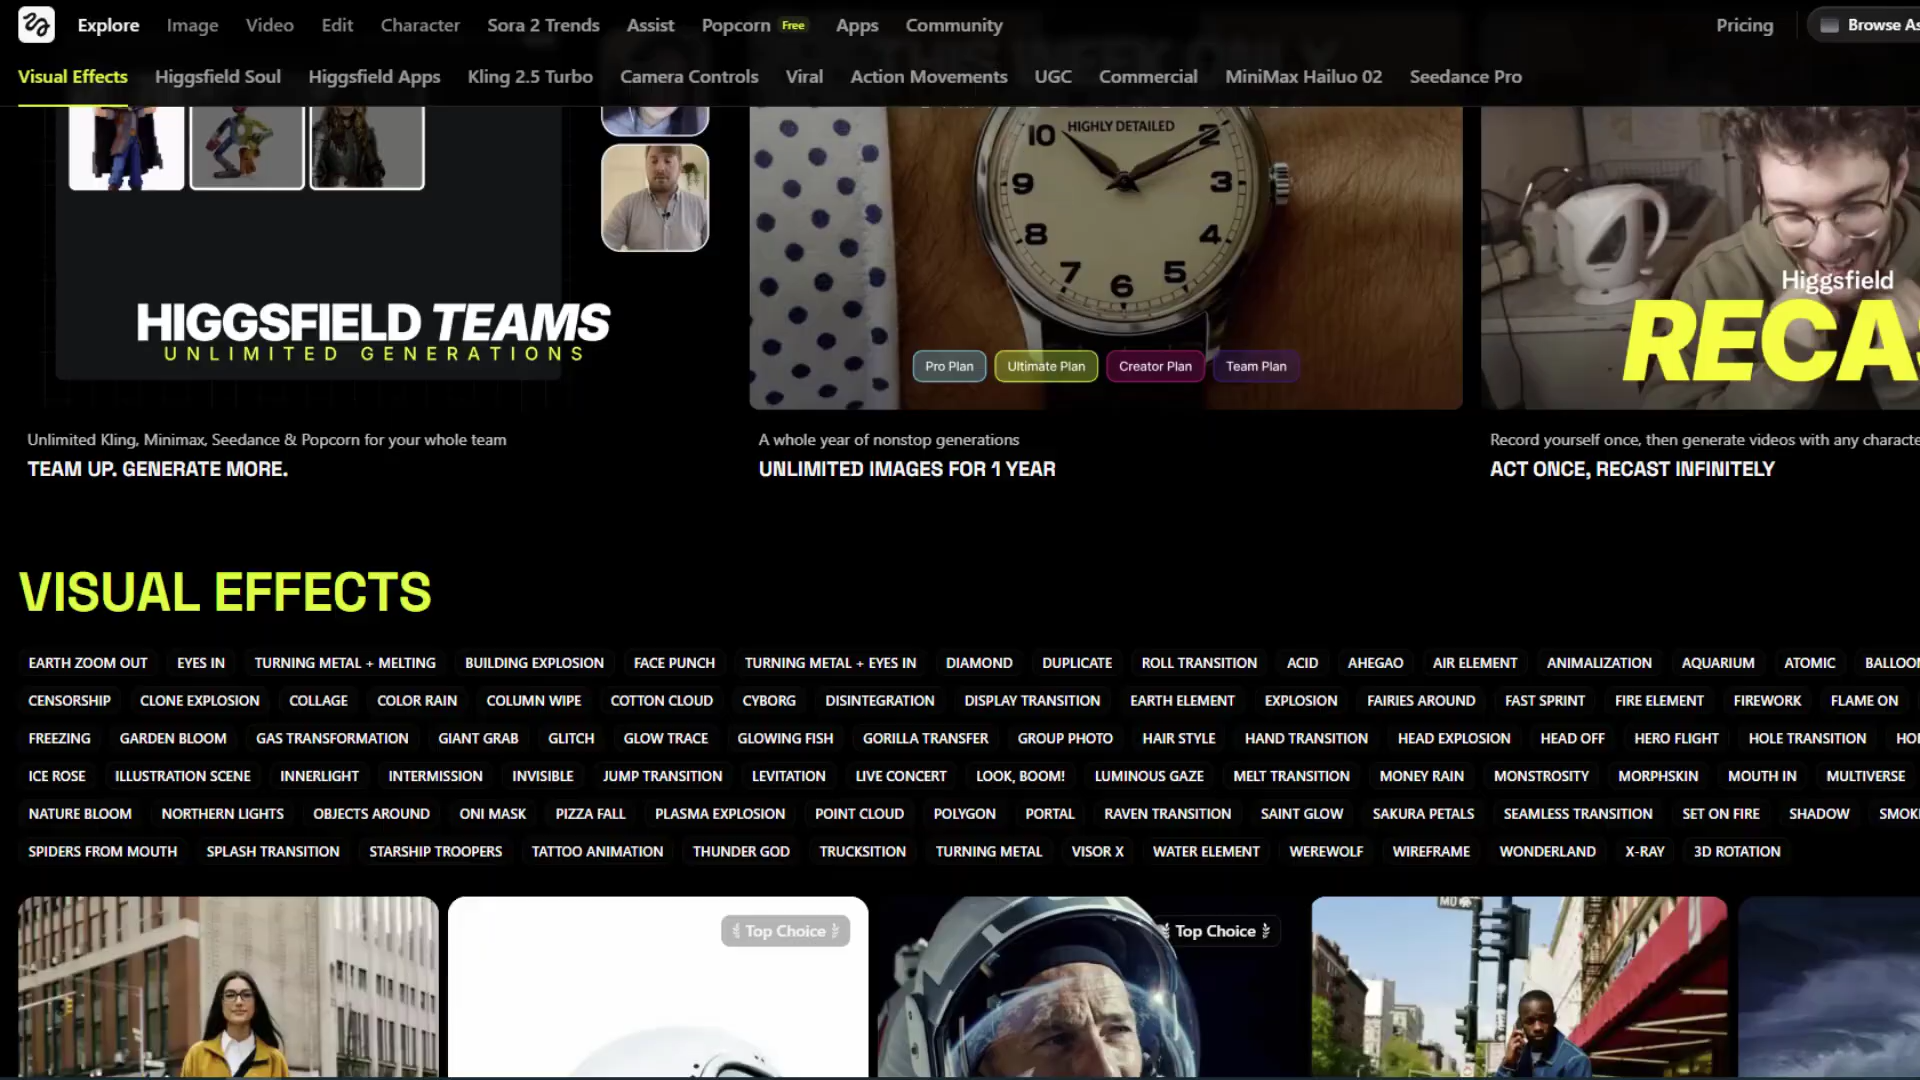 Explore Image Video Edit Character Sora 2 Trends Assist Popcorn Free Apps Community Pricing
Visual Effects Higgsfield Soul Higgsfield Apps Kling 2.5 Turbo Camera Controls Viral Action Movements UGC Commercial MiniMax Hailuo 02 Seedance Pro
HIGHLY DETAILED
10 2
9 3
8 4
7 6 5
HIGGSFIELD TEAMS
UNLIMITED GENERATIONS
Pro Plan Ultimate Plan Creator Plan Team Plan
Higgsfield
Unlimited Kling, Minimax, Seedance & Popcorn for your whole team
TEAM UP. GENERATE MORE.
A whole year of nonstop generations
UNLIMITED IMAGES FOR 1 YEAR
Record yourself once, then generate videos with any
ACT ONCE, RECAST INFINITELY
VISUAL EFFECTS
EARTH ZOOM OUT EYES IN TURNING METAL + MELTING BUILDING EXPLOSION FACE PUNCH TURNING METAL + EYES IN DIAMOND DUPLICATE ROLL TRANSITION ACID AHEGAO AIR ELEMENT ANIMALIZATION AQUARIUM ATOMIC
CENSORSHIP CLONE EXPLOSION COLLAGE COLOR RAIN COLUMN WIPE COTTON CLOUD CYBORG DISINTEGRATION DISPLAY TRANSITION EARTH ELEMENT EXPLOSION FAIRIES AROUND FAST SPRINT FIRE ELEMENT FIREWORK FLAME ON
FREEZING GARDEN BLOOM GAS TRANSFORMATION GIANT GRAB GLITCH GLOW TRACE GLOWING FISH GORILLA TRANSFER GROUP PHOTO HAIR STYLE HAND TRANSITION HEAD EXPLOSION HEAD OFF HERO FLIGHT HOLE TRANSITION
ICE ROSE ILLUSTRATION SCENE INNERLIGHT INTERMISSION INVISIBLE JUMP TRANSITION LEVITATION LIVE CONCERT LOOK, BOOM! LUMINOUS GAZE MELT TRANSITION MONEY RAIN MONSTROSITY MORPHSKIN MOUTH IN MULTIVERSE
NATURE BLOOM NORTHERN LIGHTS OBJECTS AROUND ONI MASK PIZZA FALL PLASMA EXPLOSION POINT CLOUD POLYGON PORTAL RAVEN TRANSITION SAINT GLOW SAKURA PETALS SEAMLESS TRANSITION SET ON FIRE SHADOW
SPIDERS FROM MOUTH SPLASH TRANSITION STARSHIP TROOPERS TATTOO ANIMATION THUNDER GOD TRUCKSITION TURNING METAL VISOR X WATER ELEMENT WEREWOLF WIREFRAME WONDERLAND X-RAY 3D ROTATION
Top Choice
Top Choice